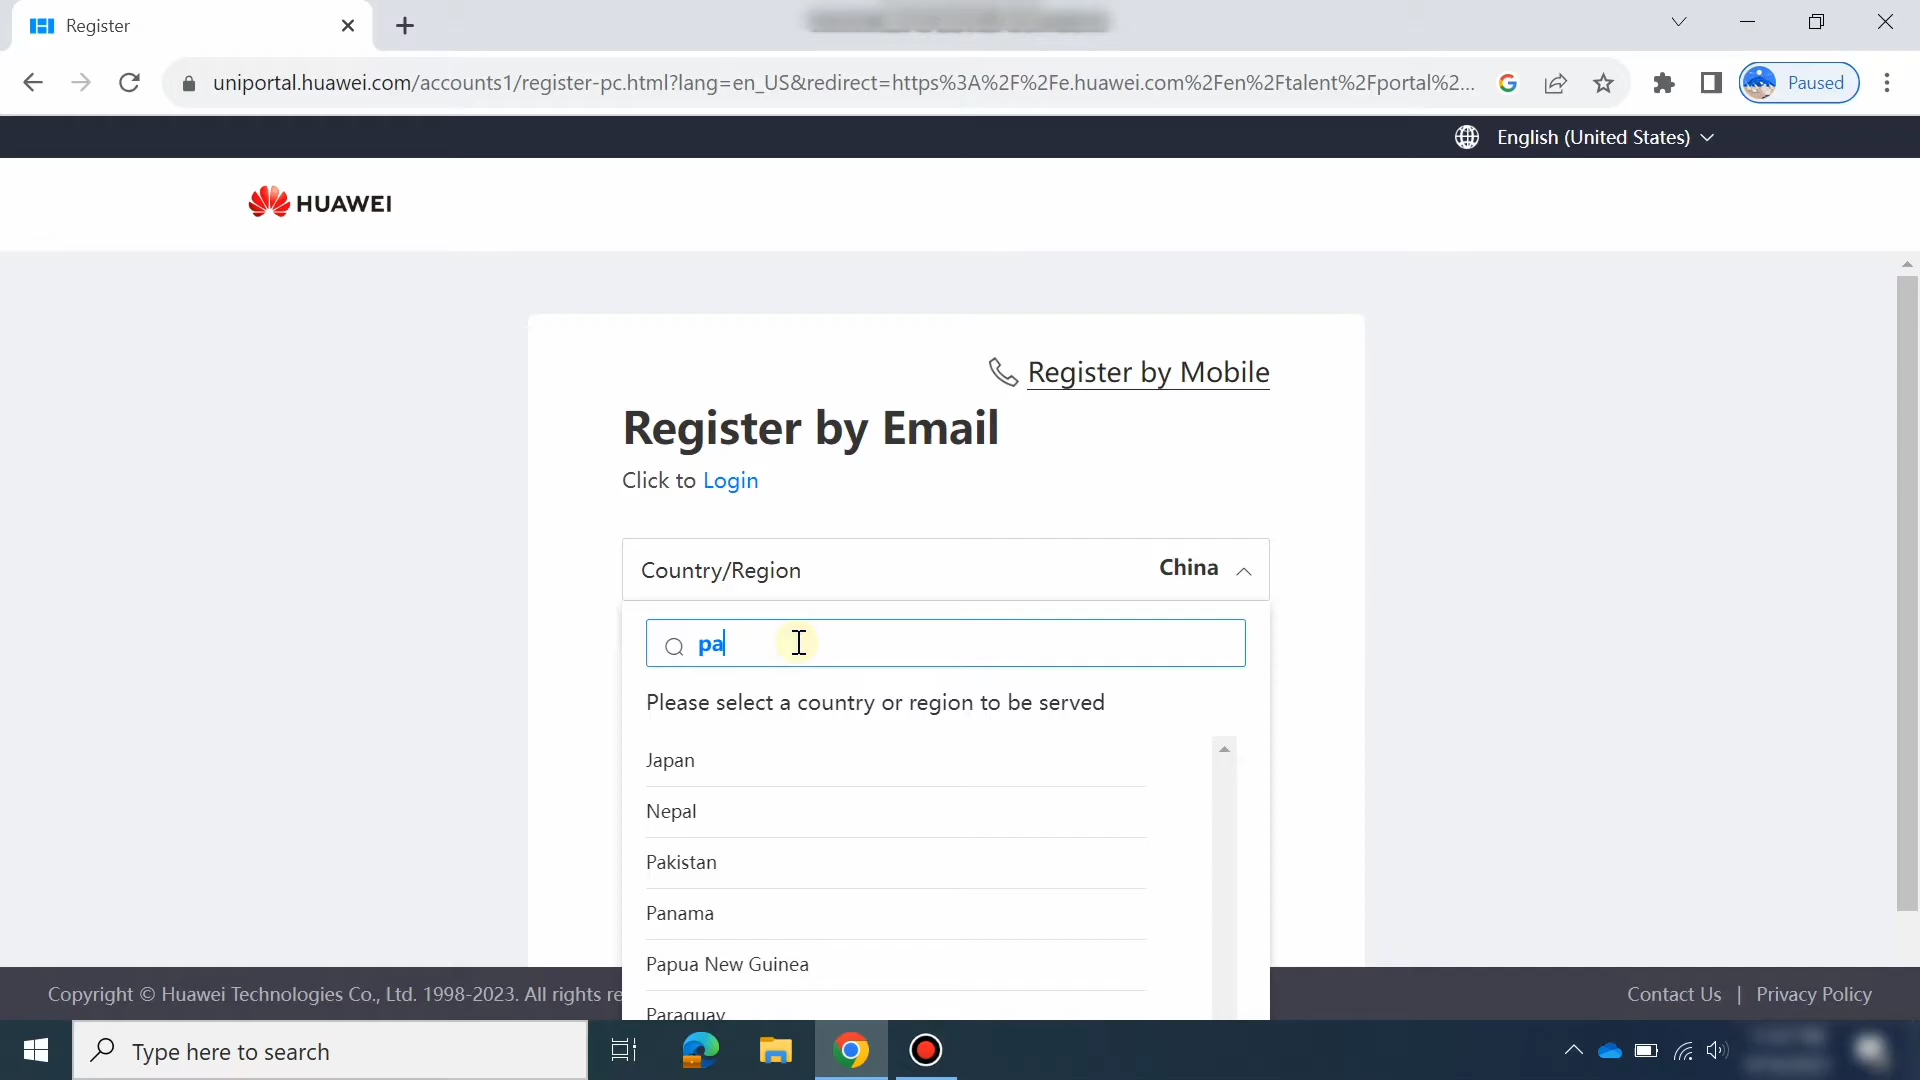 Register
uniportal.huawei.com/accounts1/register-pc.html?lang=en_US&redirect=https%3A%2F%2Fe.huawei.com%2Fen%2Ftalent%2Fportal%2...
Paused
English (United States)
HUAWEI
Register by Mobile
Register by Email
Click to Login
Country/Region China
pa
Please select a country or region to be served
Japan
Nepal
Pakistan
Panama
Papua New Guinea
Paraguay
Copyright © Huawei Technologies Co., Ltd. 1998-2023. All rights re
Contact Us | Privacy Policy
Type here to search